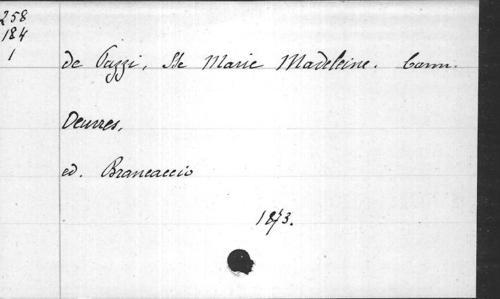 258
184
1
de Pazzi, Ste Marie Madeleine. Carm.
Oeuvres.
ed. Brancaccio
1873.